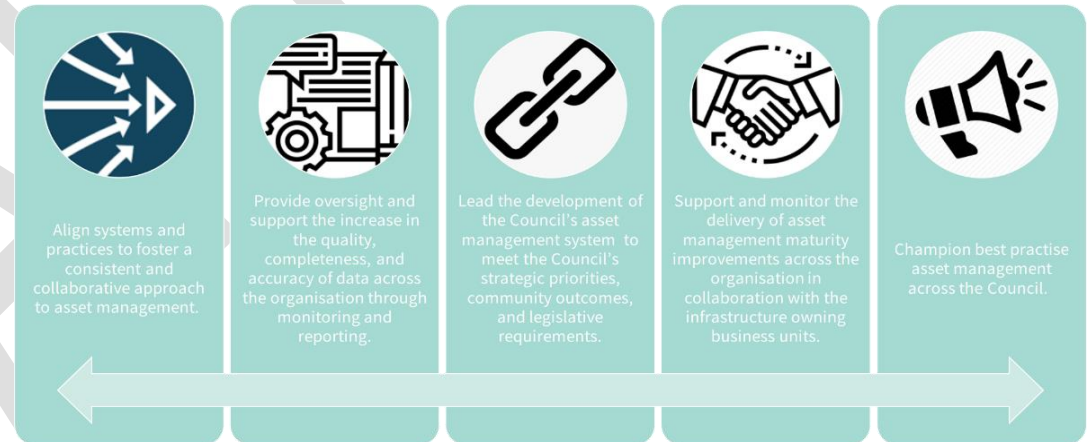 Align systems and
practices to foster a
consistent and
collaborative approach
to asset management.
Provide oversight and
support the increase in
the quality,
completeness, and
accuracy of data across
the organisation through
monitoring and
reporting.
Lead the development of
the Council's asset
management system to
meet the Council's
strategic priorities,
community outcomes,
and legislative
requirements.
Support and monitor the
delivery of asset
management maturity
improvements across the
organisation in
collaboration with the
infrastructure owning
business units.
Champion best practise
asset management
across the Council.